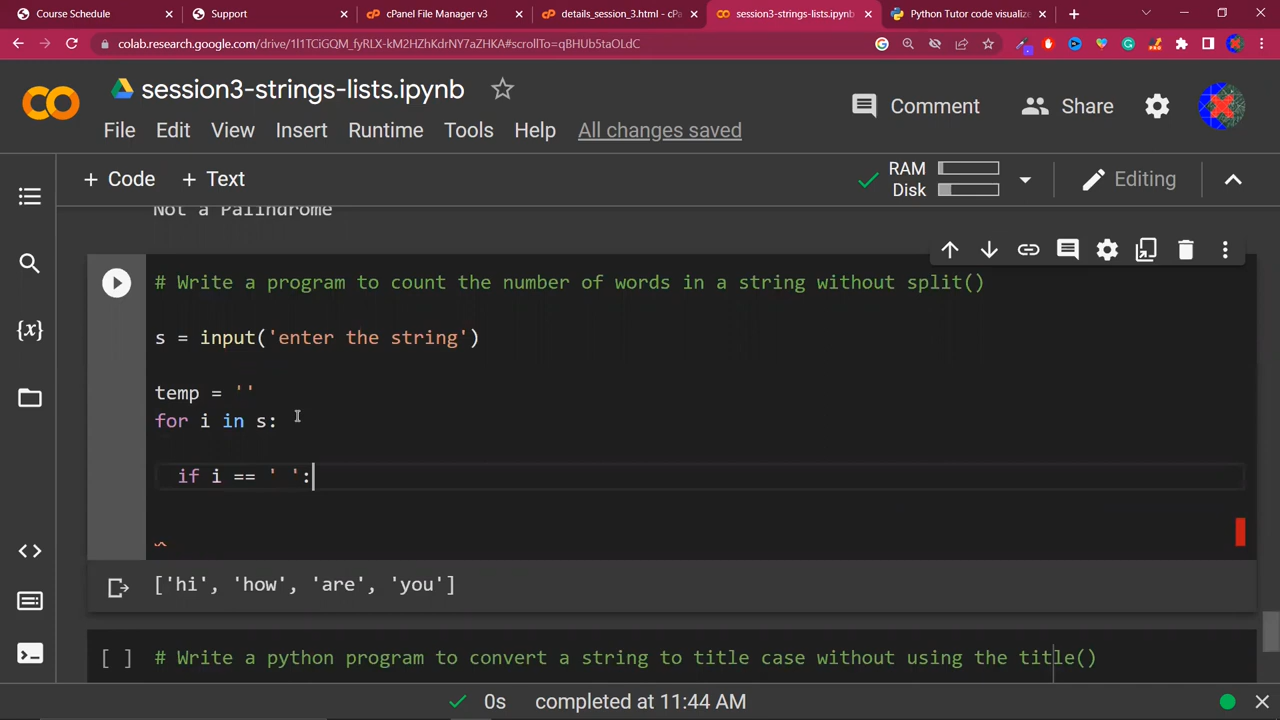 Course Schedule
Support
cPanel File Manager v3
details_session_3.html - cP
session3-strings-lists.ipynb
Python Tutor code visualize
colab.research.google.com/drive/1l1TCiGQM_fyRLX-kM2HZhKdrNY7aZHKA#scrollTo=qBHUb5taOLdC
session3-strings-lists.ipynb
Comment
Share
File Edit View Insert Runtime Tools Help All changes saved
+ Code + Text
RAM
Disk
Editing
Not a Palindrome
# Write a program to count the number of words in a string without split()
s = input('enter the string')
temp = ''
for i in s:
if i == ' ':
['hi', 'how', 'are', 'you']
[ ] # Write a python program to convert a string to title case without using the title()
0s completed at 11:44 AM